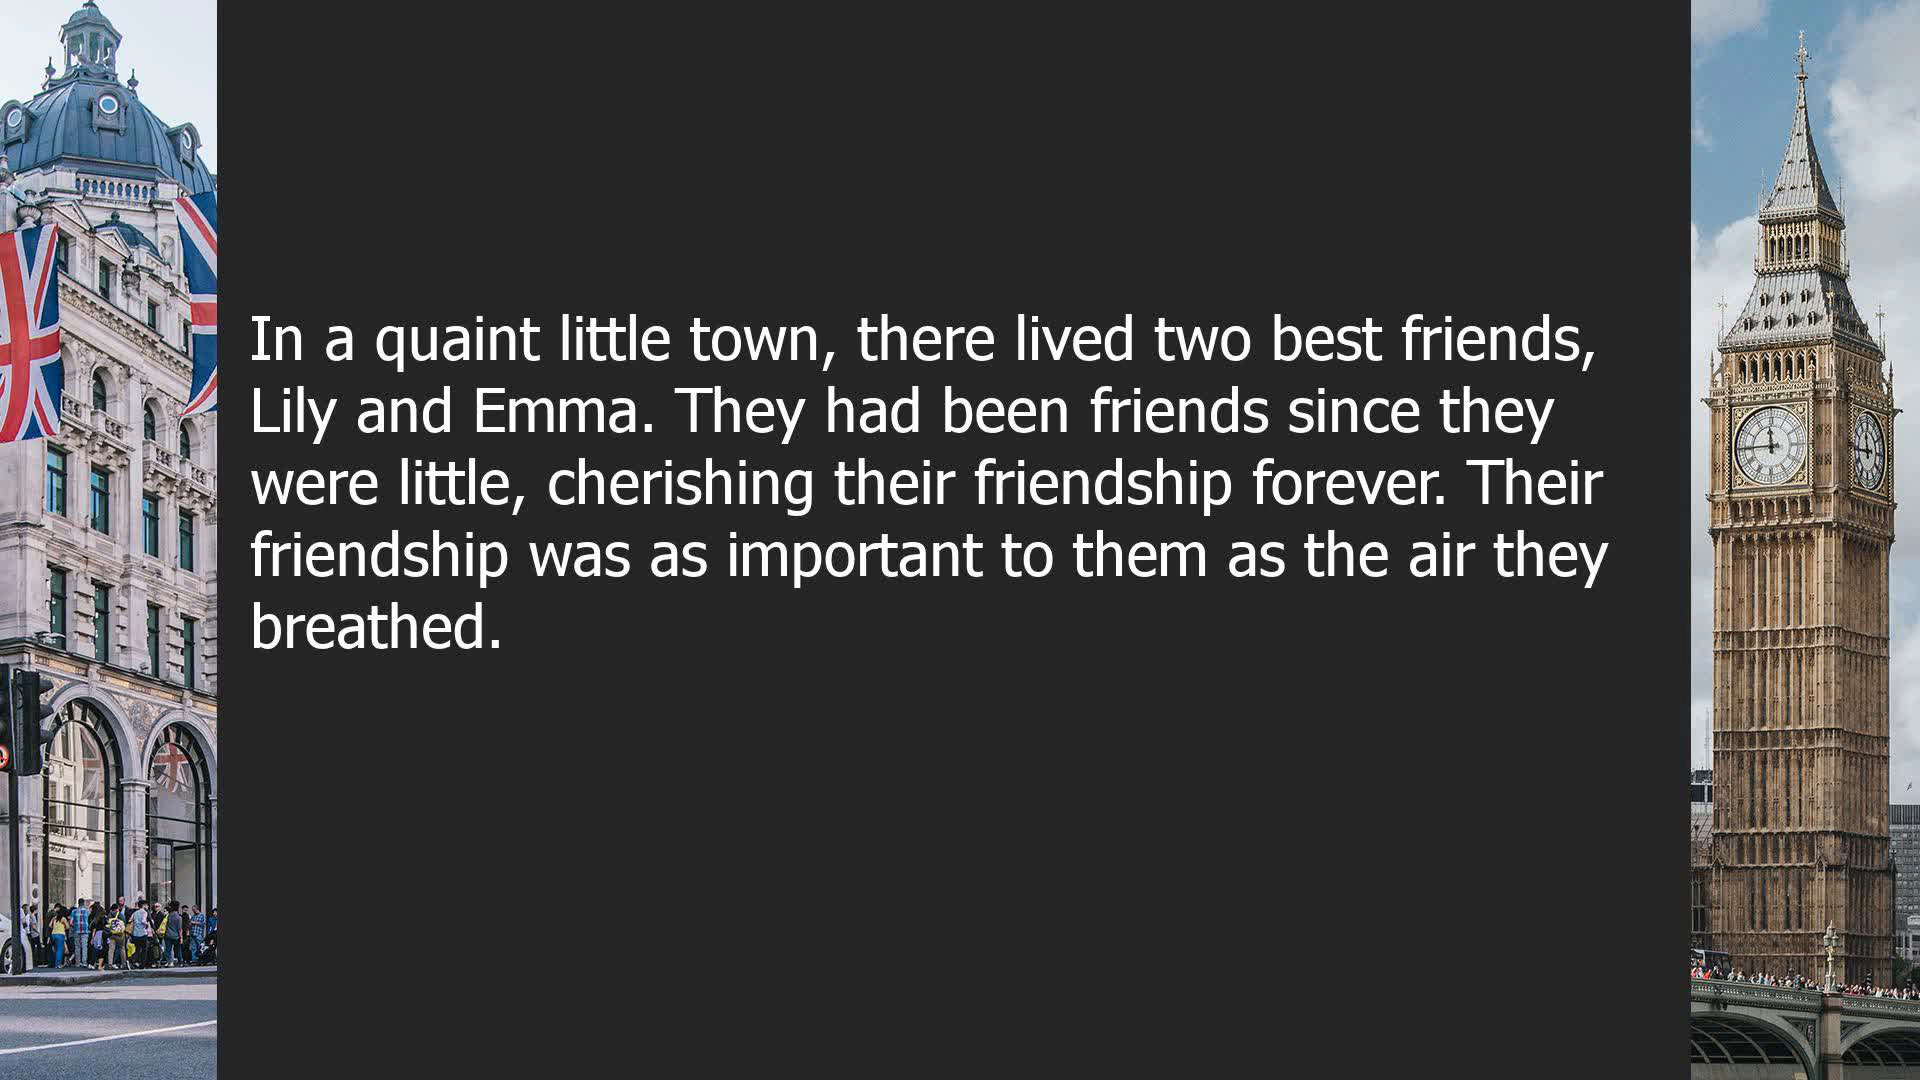 In a quaint little town, there lived two best friends,
Lily and Emma. They had been friends since they
were little, cherishing their friendship forever. Their
friendship was as important to them as the air they
breathed.